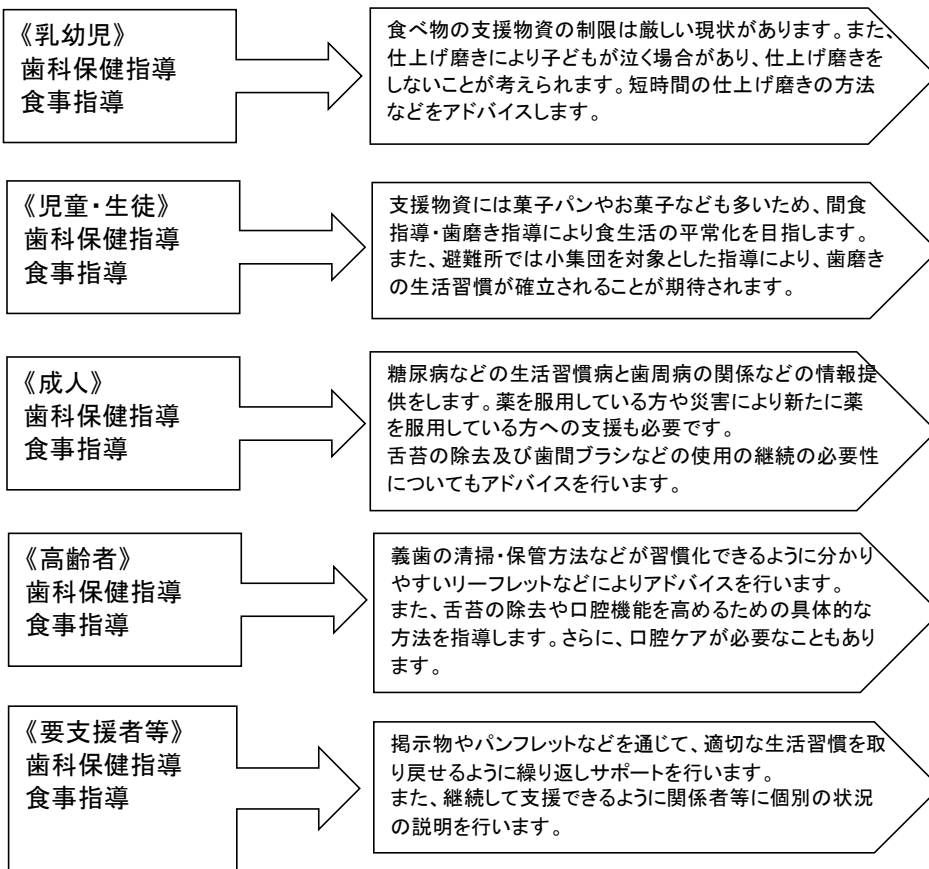 《乳幼児》
歯科保健指導
食事指導
食べ物の支援物資の制限は厳しい現状があります。また、
仕上げ磨きにより子どもが泣く場合があり、仕上げ磨きを
しないことが考えられます。短時間の仕上げ磨きの方法
などをアドバイスします。
《児童・生徒》
歯科保健指導
食事指導
支援物資には菓子パンやお菓子なども多いため、間食
指導・歯磨き指導により食生活の平常化を目指します。
また、避難所では小集団を対象とした指導により、歯磨き
の生活習慣が確立されることが期待されます。
《成人》
歯科保健指導
食事指導
糖尿病などの生活習慣病と歯周病の関係などの情報提
供をします。薬を服用している方や災害により新たに薬
を服用している方への支援も必要です。
舌苔の除去及び歯間ブラシなどの使用の継続の必要性
についてもアドバイスを行います。
《高齢者》
歯科保健指導
食事指導
義歯の清掃・保管方法などが習慣化できるように分かり
やすいリーフレットなどによりアドバイスを行います。
また、舌苔の除去や口腔機能を高めるための具体的な
方法を指導します。さらに、口腔ケアが必要なこともあり
ます。
《要支援者等》
歯科保健指導
食事指導
掲示物やパンフレットなどを通じて、適切な生活習慣を取
り戻せるように繰り返しサポートを行います。
また、継続して支援できるように関係者等に個別の状況
の説明を行います。